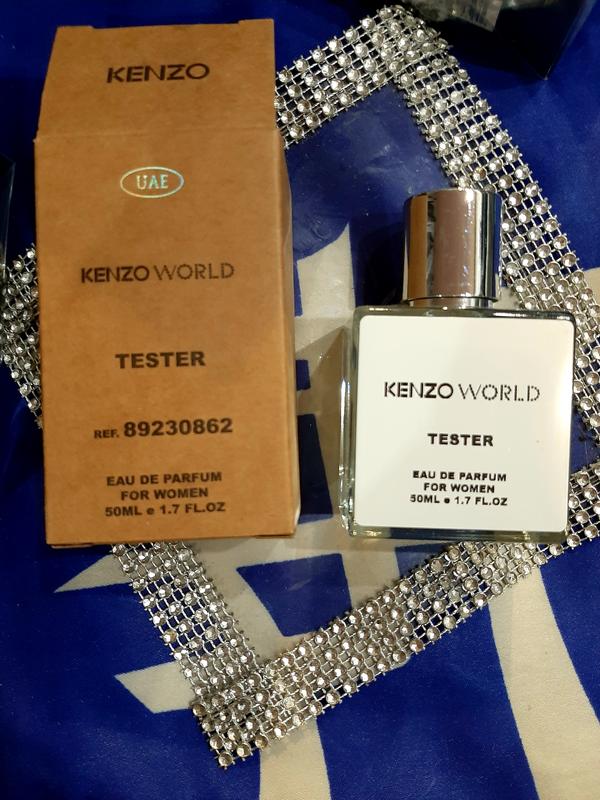 KENZO
UAE
KENZO WORLD
TESTER
REF. 89230862
EAU DE PARFUM
FOR WOMEN
50ML e 1.7 FL.OZ
KENZO WORLD
TESTER
EAU DE PARFUM
FOR WOMEN
50ML e 1.7 FL.OZ